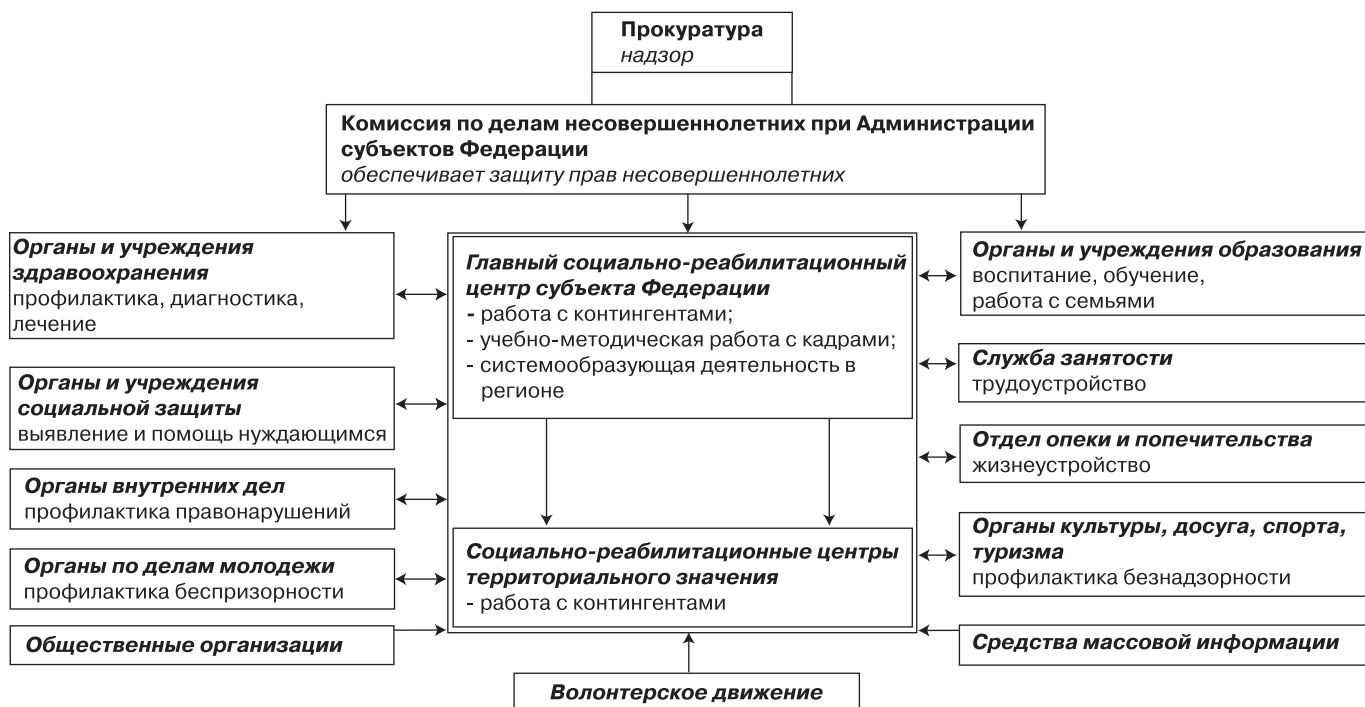 Прокуратура
надзор
Комиссия по делам несовершеннолетних при Администрации
субъектов Федерации
обеспечивает защиту прав несовершеннолетних
Органы и учреждения
здравоохранения
профилактика, диагностика,
лечение
Органы и учреждения
социальной защиты
выявление и помощь нуждающимся
Органы внутренних дел
профилактика правонарушений
Органы по делам молодежи
профилактика беспризорности
Общественные организации
Главный социально-реабилитационный
центр субъекта Федерации
- работа с контингентами;
- учебно-методическая работа с кадрами;
- системообразующая деятельность в
регионе
Социально-реабилитационные центры
территориального значения
- работа с контингентами
Волонтерское движение
Органы и учреждения образования
воспитание, обучение,
работа с семьями
Служба занятости
трудоустройство
Отдел опеки и попечительства
жизнеустройство
Органы культуры, досуга, спорта,
туризма
профилактика безнадзорности
Средства массовой информации